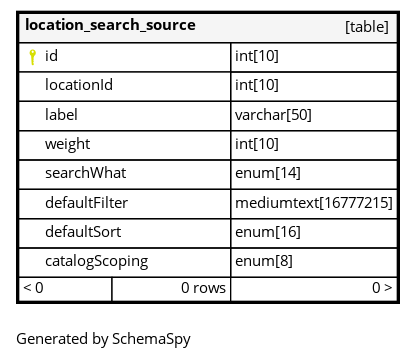 location_search_source [table]
id int[10]
locationId int[10]
label varchar[50]
weight int[10]
searchWhat enum[14]
defaultFilter mediumtext[16777215]
defaultSort enum[16]
catalogScoping enum[8]
< 0 0 rows 0 >
Generated by SchemaSpy